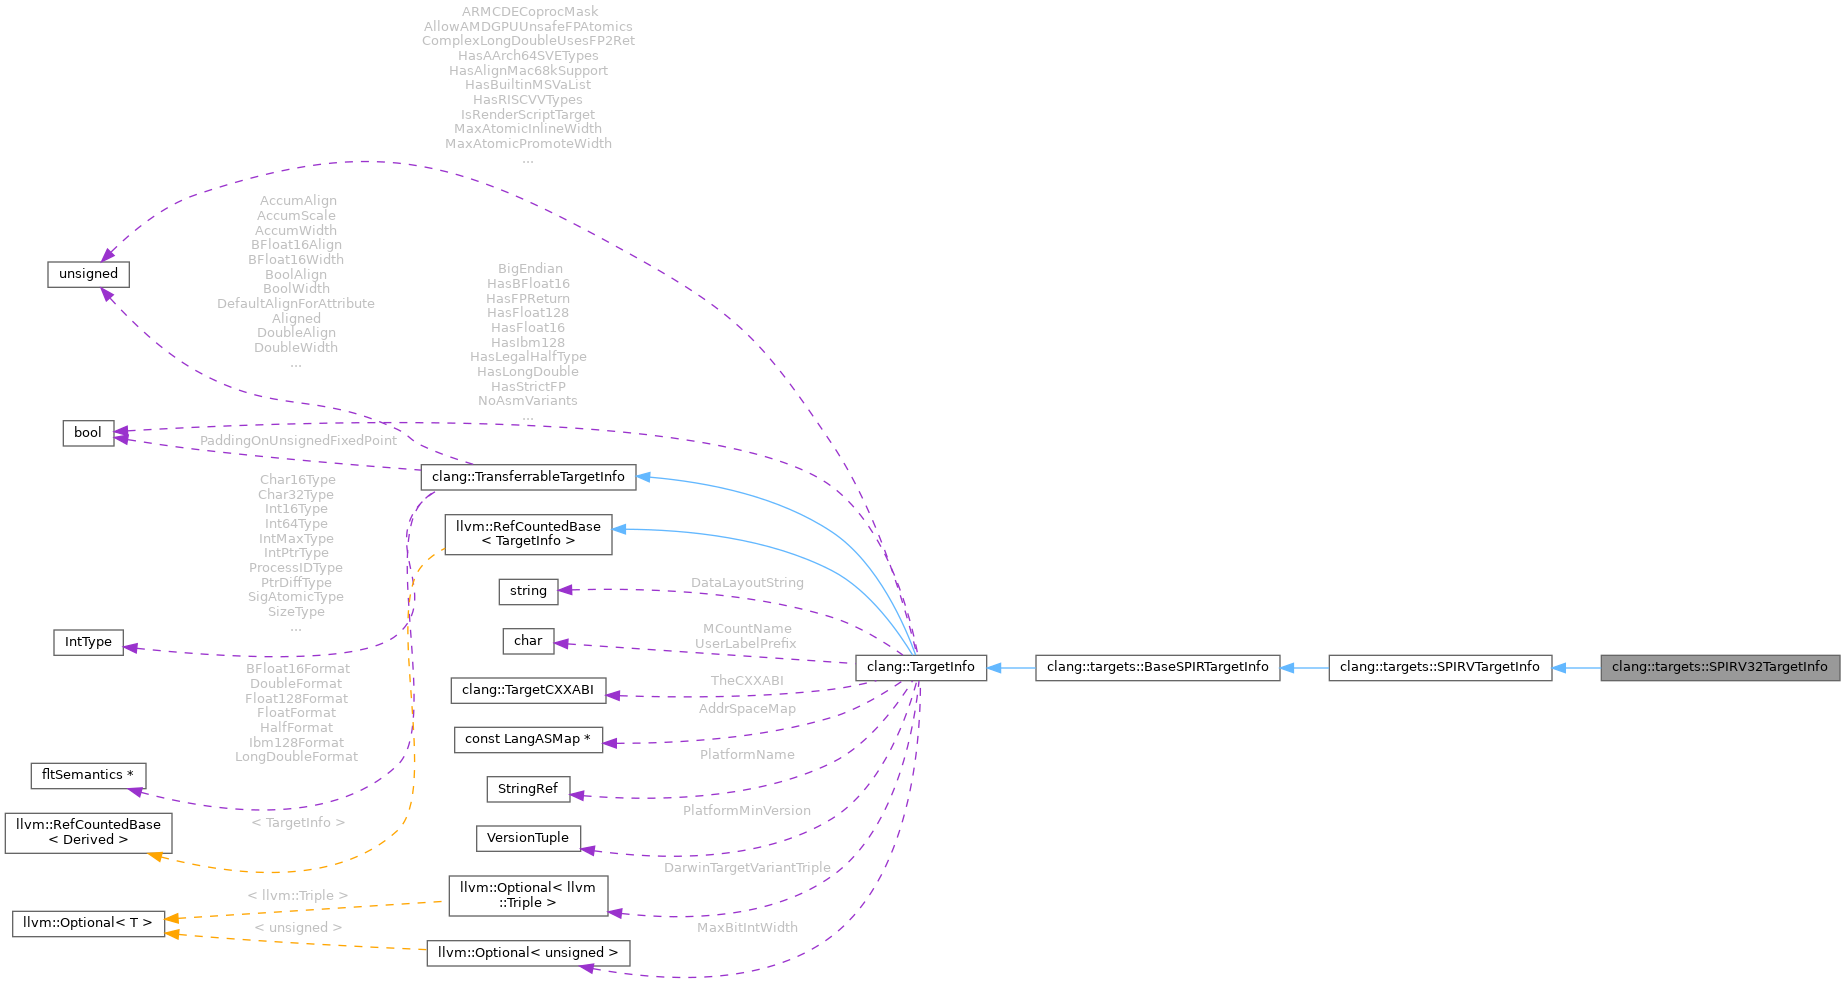 ARMCDECoprocMask
AllowAMDGPUUnsafeFPAtomics
ComplexLongDoubleUsesFP2Ret
HasAArch64SVETypes
HasAlignMac68kSupport
HasBuiltinMSVaList
HasRISCVVTypes
IsRenderScriptTarget
MaxAtomicInlineWidth
MaxAtomicPromoteWidth
...
AccumAlign
AccumScale
AccumWidth
BFloat16Align
BFloat16Width
BoolAlign
BoolWidth
DefaultAlignForAttribute
Aligned
DoubleAlign
DoubleWidth
...
unsigned
BigEndian
HasBFloat16
HasFPReturn
HasFloat128
HasFloat16
HasIbm128
HasLegalHalfType
HasLongDouble
HasStrictFP
NoAsmVariants
...
bool
PaddingOnUnsignedFixedPoint
clang::TransferrableTargetInfo
Char16Type
Char32Type
Int16Type
Int64Type
IntMaxType
IntPtrType
ProcessIDType
PtrDiffType
SigAtomicType
SizeType
...
llvm::RefCountedBase
< TargetInfo >
string
DataLayoutString
char
MCountName
UserLabelPrefix
IntType
clang::TargetInfo
clang::targets::BaseSPIRTargetInfo
clang::targets::SPIRVTargetInfo
clang::targets::SPIRV32TargetInfo
BFloat16Format
DoubleFormat
Float128Format
FloatFormat
HalfFormat
Ibm128Format
LongDoubleFormat
clang::TargetCXXABI
TheCXXABI
AddrSpaceMap
const LangASMap *
PlatformName
fltSemantics *
StringRef
PlatformMinVersion
llvm::RefCountedBase
< Derived >
< TargetInfo >
VersionTuple
DarwinTargetVariantTriple
llvm::Optional< llvm
::Triple >
< llvm::Triple >
llvm::Optional< T >
< unsigned >
MaxBitIntWidth
llvm::Optional< unsigned >